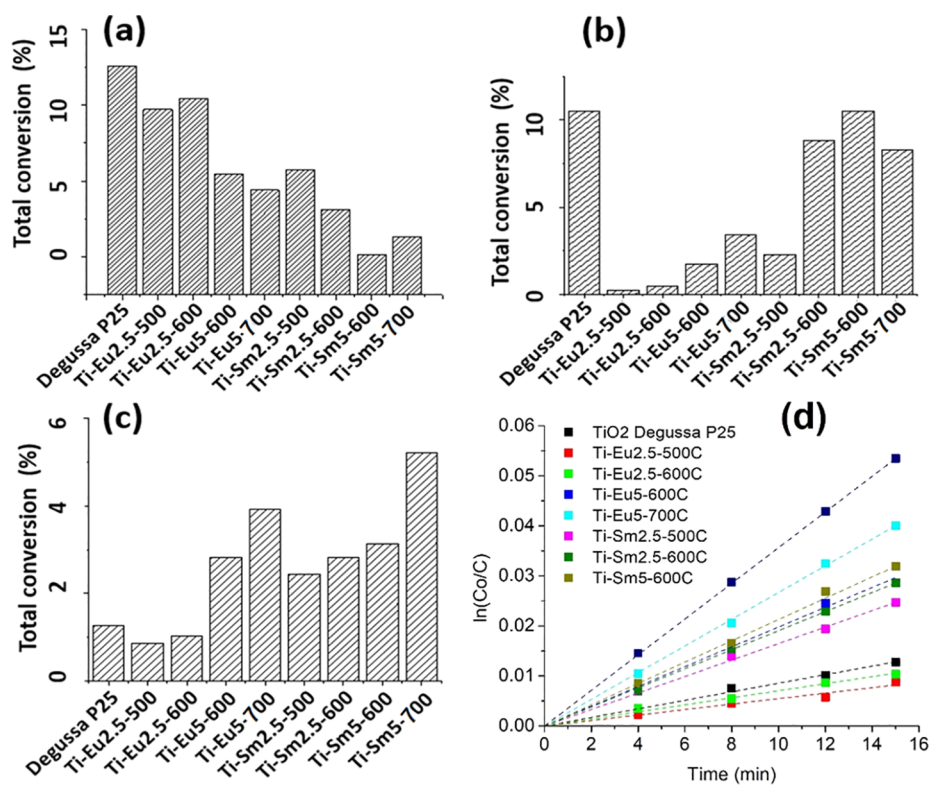 (a)
Total conversion (%)
15
10
5
0
Degussa P25
Ti-Eu2.5-500
Ti-Eu2.5-600
Ti-Eu5-600
Ti-Eu5-700
Ti-Sm2.5-500
Ti-Sm2.5-600
Ti-Sm5-600
Ti-Sm5-700
(b)
Total conversion (%)
10
5
0
Degussa P25
Ti-Eu2.5-500
Ti-Eu2.5-600
Ti-Eu5-600
Ti-Eu5-700
Ti-Sm2.5-500
Ti-Sm2.5-600
Ti-Sm5-600
Ti-Sm5-700
(c)
Total conversion (%)
6
4
2
0
Degussa P25
Ti-Eu2.5-500
Ti-Eu2.5-600
Ti-Eu5-600
Ti-Eu5-700
Ti-Sm2.5-500
Ti-Sm2.5-600
Ti-Sm5-600
Ti-Sm5-700
(d)
ln(Co/C)
0.06
0.05
0.04
0.03
0.02
0.01
0.00
TiO2 Degussa P25
Ti-Eu2.5-500C
Ti-Eu2.5-600C
Ti-Eu5-600C
Ti-Eu5-700C
Ti-Sm2.5-500C
Ti-Sm2.5-600C
Ti-Sm5-600C
0 2 4 6 8 10 12 14 16
Time (min)